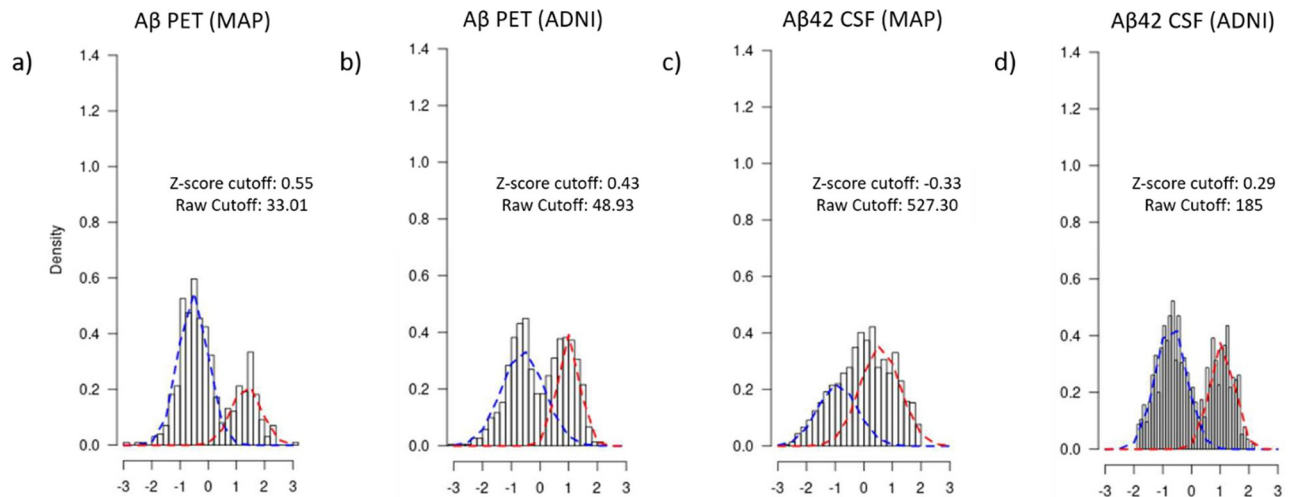 Aβ PET (MAP)
Aβ PET (ADNI)
Aβ42 CSF (MAP)
Aβ42 CSF (ADNI)
a)
b)
c)
d)
Density
1.4
1.2
1.0
0.8
0.6
0.4
0.2
0.0
-3 -2 -1 0 1 2 3
Z-score cutoff: 0.55
Raw Cutoff: 33.01
1.4
1.2
1.0
0.8
0.6
0.4
0.2
0.0
-3 -2 -1 0 1 2 3
Z-score cutoff: 0.43
Raw Cutoff: 48.93
1.4
1.2
1.0
0.8
0.6
0.4
0.2
0.0
-3 -2 -1 0 1 2 3
Z-score cutoff: -0.33
Raw Cutoff: 527.30
1.4
1.2
1.0
0.8
0.6
0.4
0.2
0.0
-3 -2 -1 0 1 2 3
Z-score cutoff: 0.29
Raw Cutoff: 185